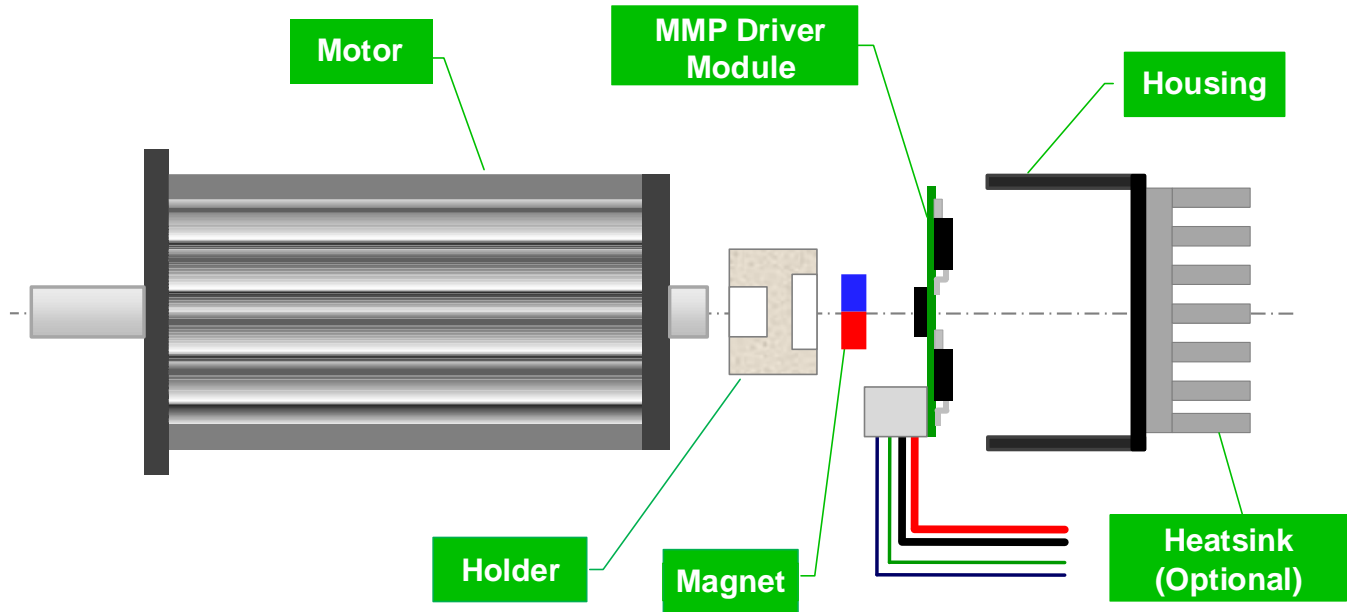 Motor
MMP Driver
Module
Housing
Holder
Magnet
Heatsink
(Optional)